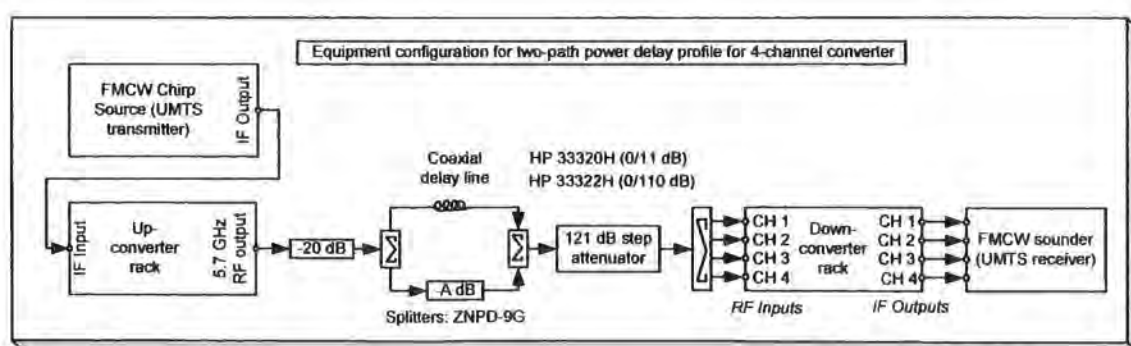 Equipment configuration for two-path power delay profile for 4-channel converter
FMCW Chirp
Source (UMTS
transmitter)
IF Output
Coaxial
delay line
HP 33320H (0/11 dB)
HP 33322H (0/110 dB)
IF Input
Up-
converter
rack
5.7 GHz
RF output
-20 dB
Σ
-A dB
Σ
Splitters: ZNPD-9G
121 dB step
attenuator
CH 1
CH 2
CH 3
CH 4
RF Inputs
Down-
converter
rack
CH 1
CH 2
CH 3
CH 4
IF Outputs
FMCW sounder
(UMTS receiver)